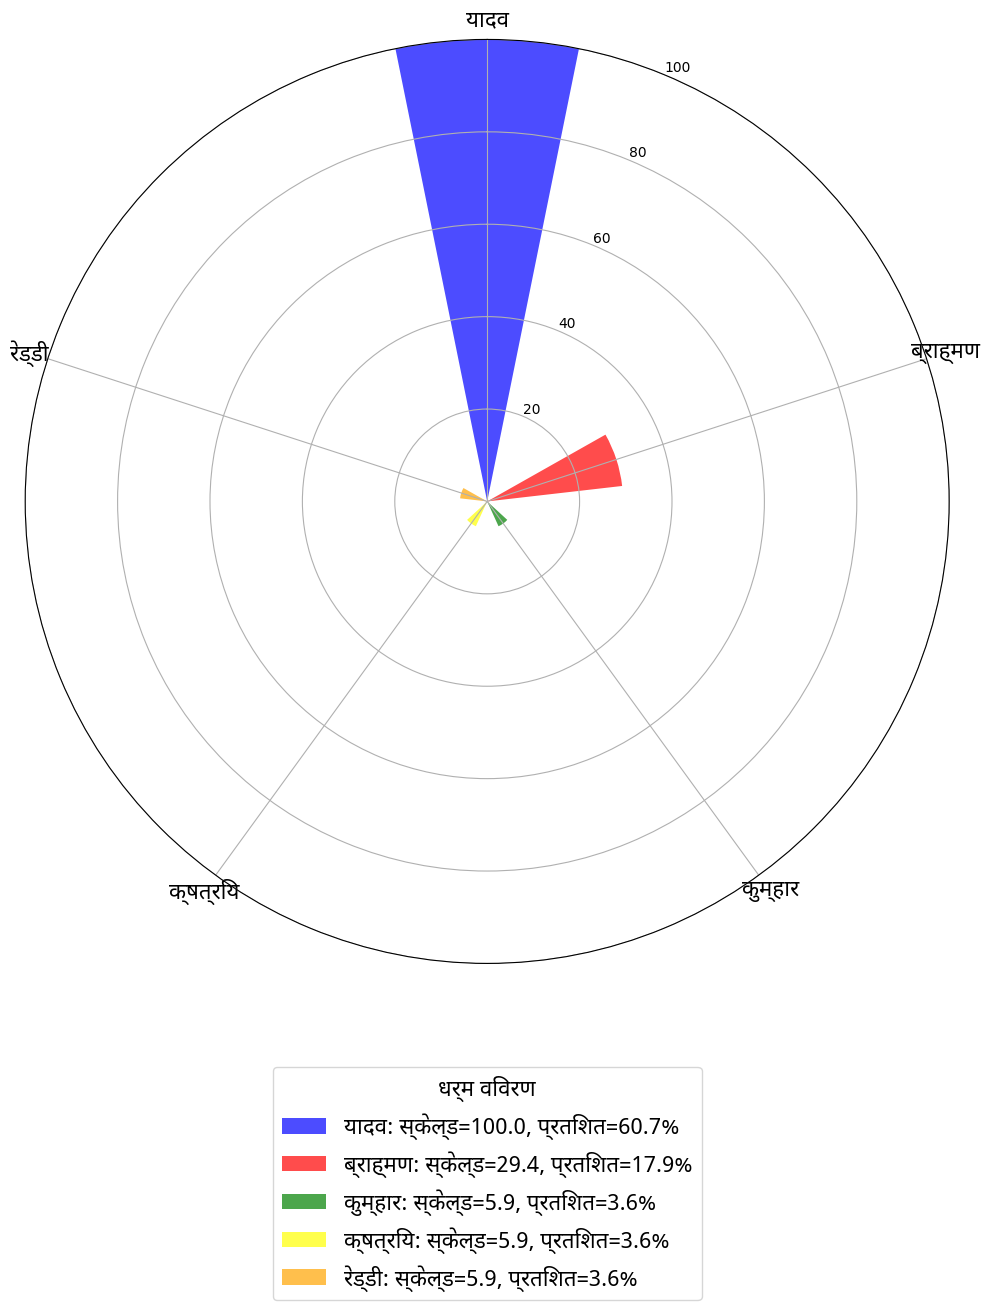 यादव
100
80
60
40
20
रेड्डी
ब्राह्मण
क्षत्रिय
कुम्हार
धर्म विवरण
यादव: स्केल्ड=100.0, प्रतिशत=60.7%
ब्राह्मण: स्केल्ड=29.4, प्रतिशत=17.9%
कुम्हार: स्केल्ड=5.9, प्रतिशत=3.6%
क्षत्रिय: स्केल्ड=5.9, प्रतिशत=3.6%
रेड्डी: स्केल्ड=5.9, प्रतिशत=3.6%